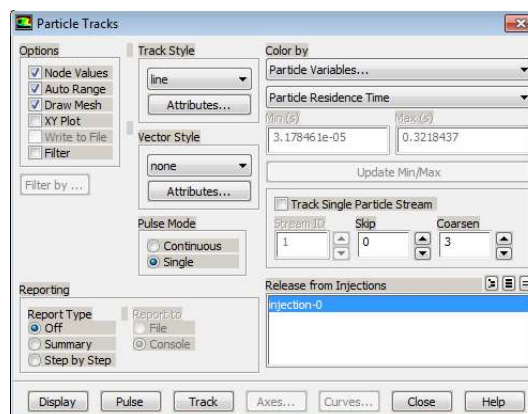 Particle Tracks
Options
Node Values
Auto Range
Draw Mesh
XY Plot
Write to File
Filter
Filter by ...
Track Style
line
Attributes...
Vector Style
none
Attributes...
Pulse Mode
Continuous
Single
Color by
Particle Variables...
Particle Residence Time
Min (s) Max (s)
3.178461e-05 0.3218437
Update Min/Max
Track Single Particle Stream
Stream ID Skip Coarsen
1 0 3
Reporting
Report Type Report to
Off File
Summary Console
Step by Step
Release from Injections
injection-0
Display Pulse Track Axes... Curves... Close Help